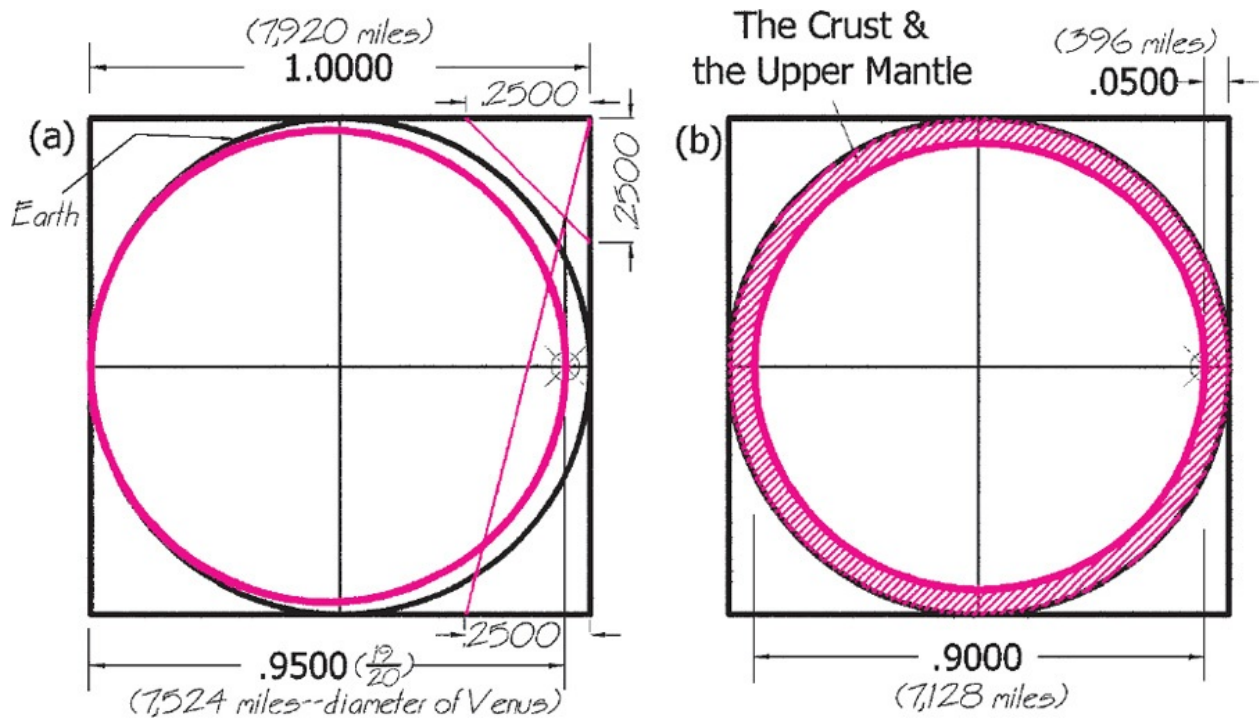 (7,920 miles)
1.0000
.2500
.2500
(a)
Earth
.2500
.9500 (19/20)
(7,524 miles--diameter of Venus)
The Crust &
the Upper Mantle
(396 miles)
.0500
(b)
.9000
(7,128 miles)